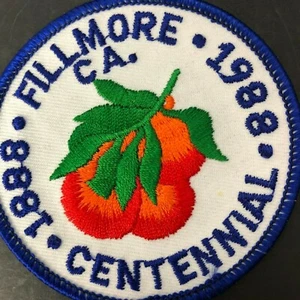 FILLMORE
CA.
• 1988 •
CENTENNIAL
• 1888 •